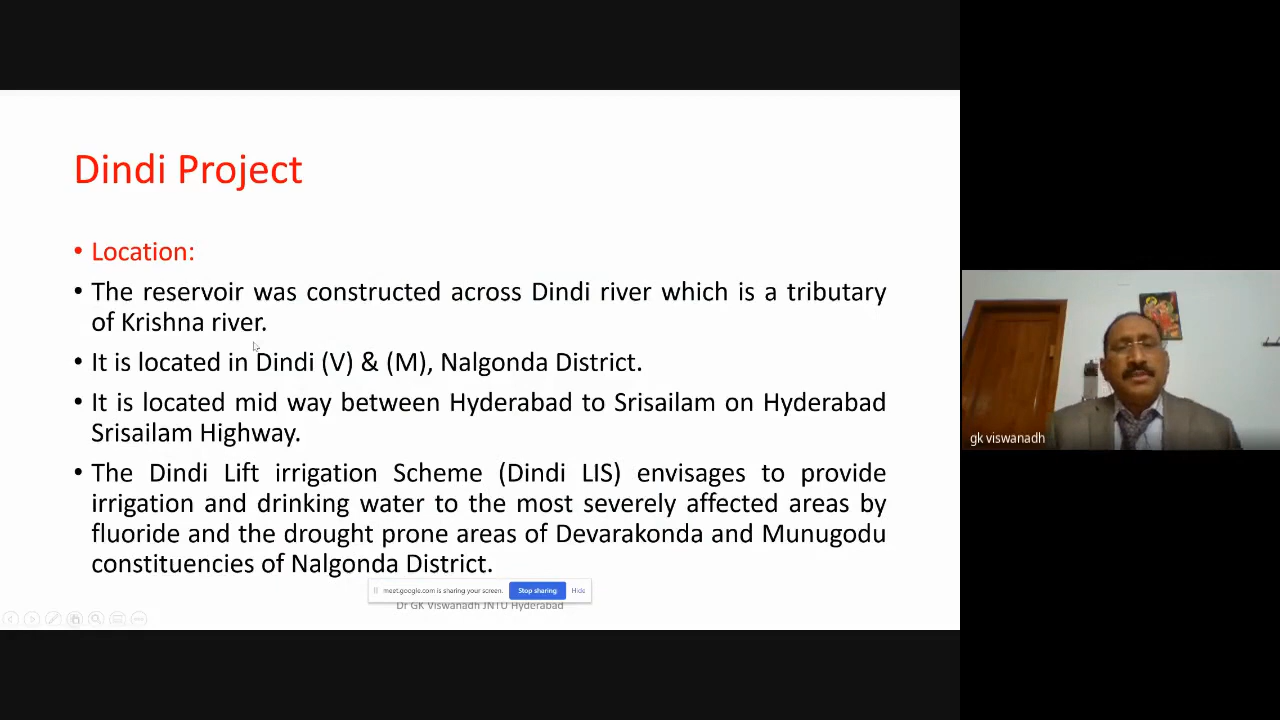 Dindi Project
• Location:
• The reservoir was constructed across Dindi river which is a tributary
of Krishna river.
• It is located in Dindi (V) & (M), Nalgonda District.
• It is located mid way between Hyderabad to Srisailam on Hyderabad
Srisailam Highway.
• The Dindi Lift irrigation Scheme (Dindi LIS) envisages to provide
irrigation and drinking water to the most severely affected areas by
fluoride and the drought prone areas of Devarakonda and Munugodu
constituencies of Nalgonda District.
meet.google.com is sharing your screen. Stop sharing Hide
Dr GK Viswanadh JNTU Hyderabad
gk viswanadh